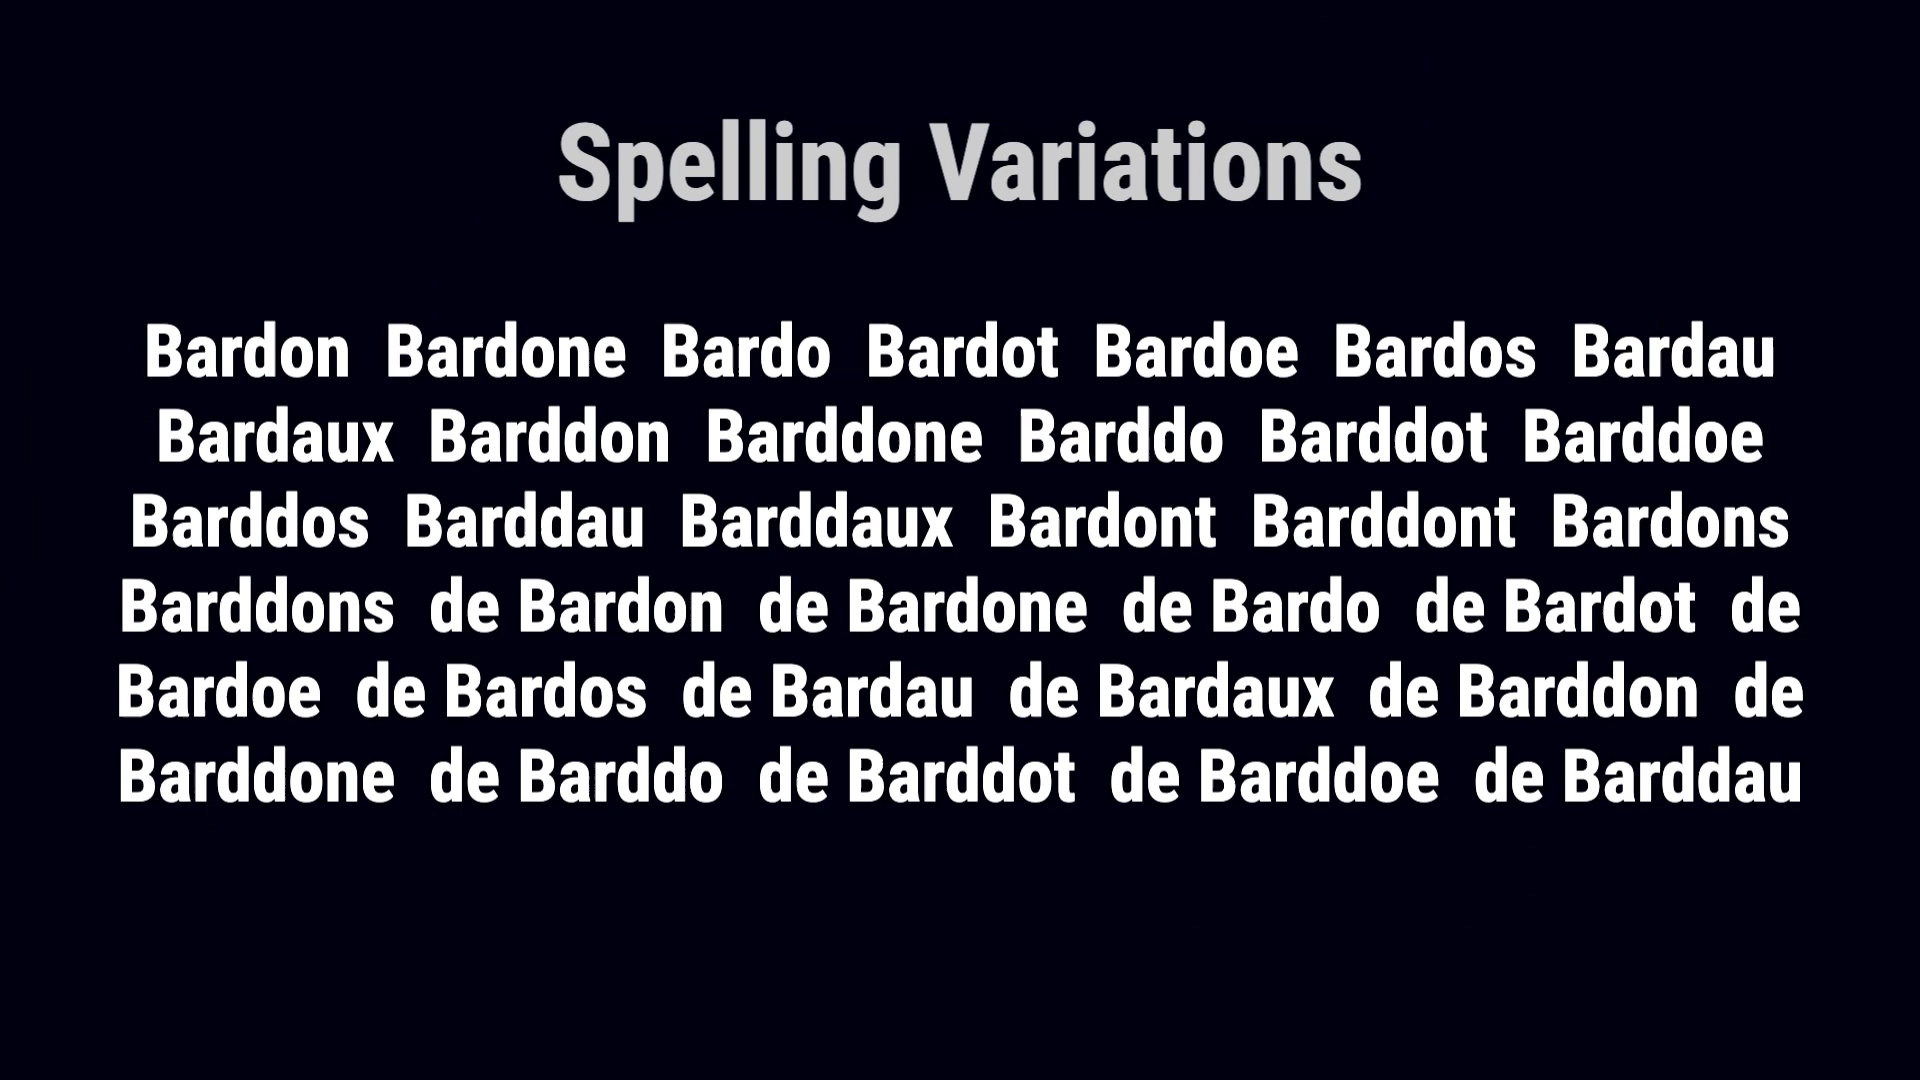 Spelling Variations
Bardon Bardone Bardo Bardot Bardoe Bardos Bardau
Bardaux Barddon Barddone Barddo Barddot Barddoe
Barddos Barddau Barddaux Bardont Barddont Bardons
Barddons de Bardon de Bardone de Bardo de Bardot de
Bardoe de Bardos de Bardau de Bardaux de Barddon de
Barddone de Barddo de Barddot de Barddoe de Barddau